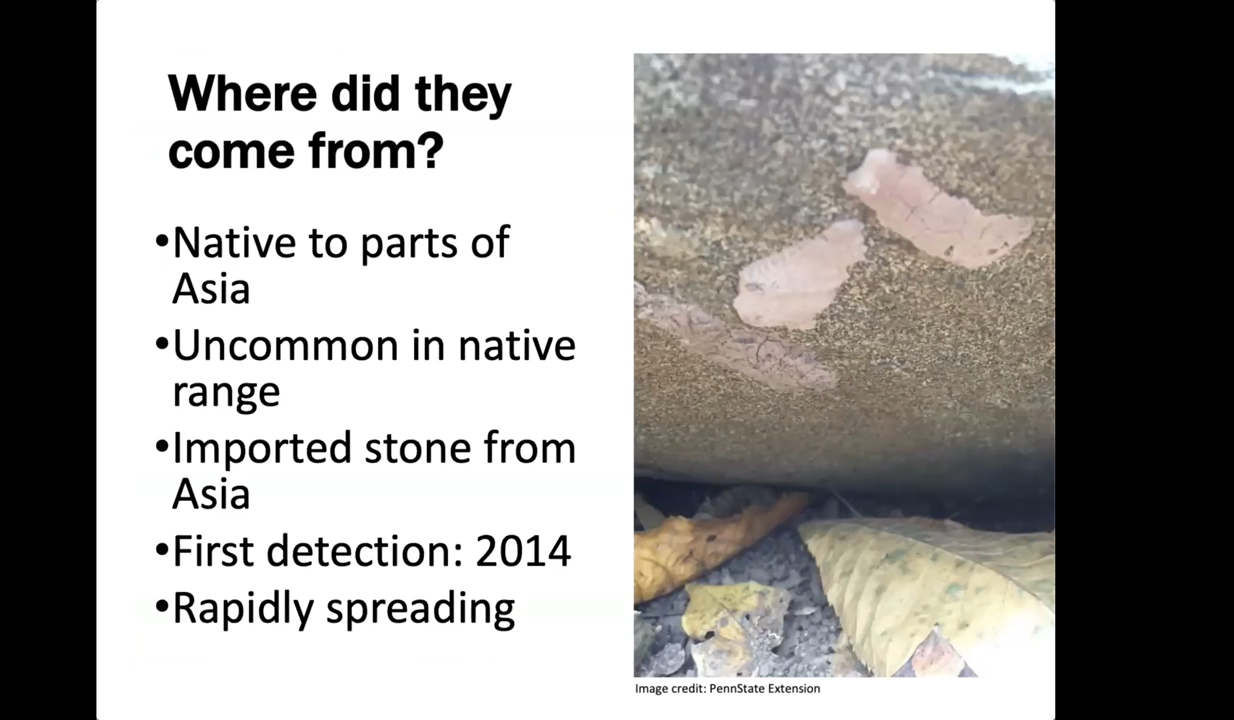 Where did they
come from?
•Native to parts of
Asia
•Uncommon in native
range
•Imported stone from
Asia
•First detection: 2014
•Rapidly spreading
Image credit: PennState Extension